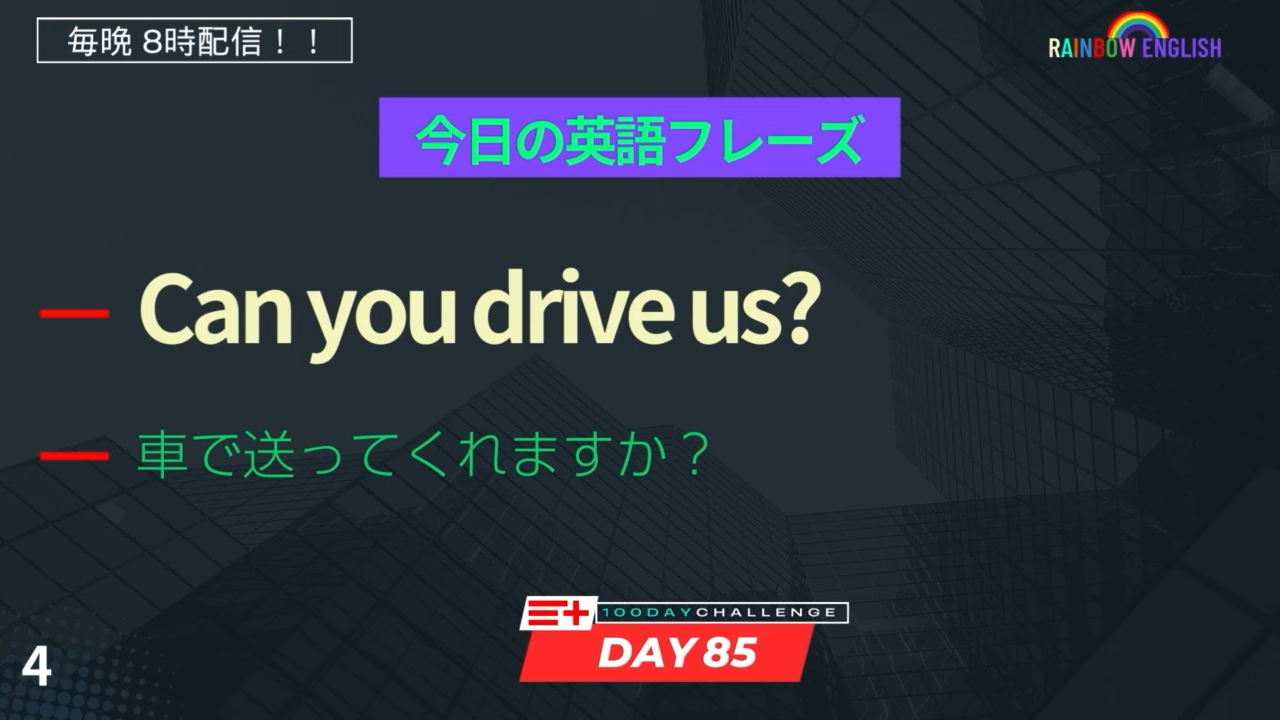 毎晩 8時配信！！
RAINBOW ENGLISH
今日の英語フレーズ
Can you drive us?
車で送ってくれますか？
E+ 100DAYCHALLENGE
DAY 85
4